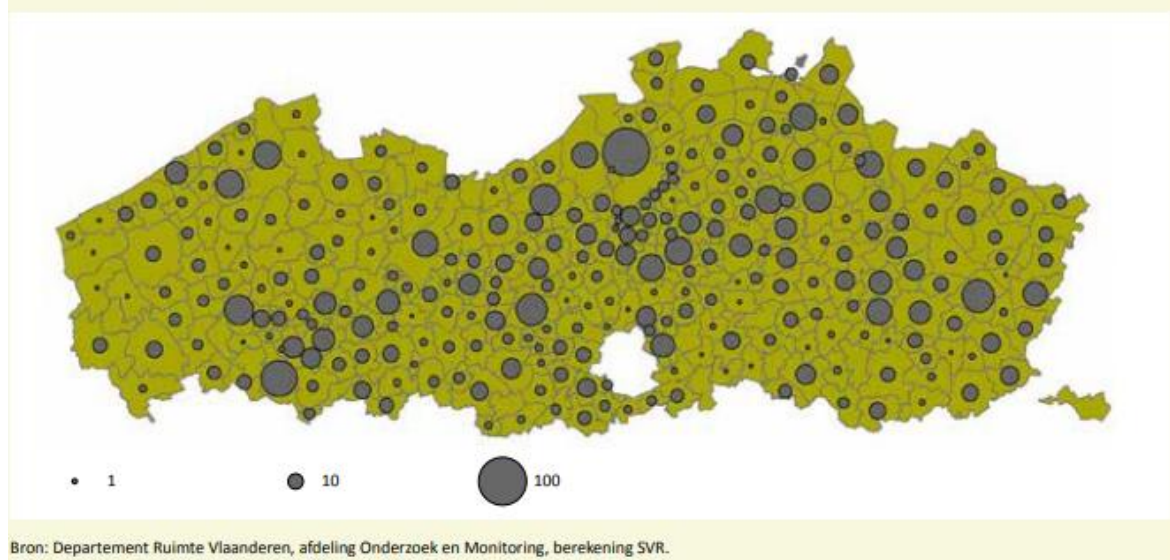 1 10 100
Bron: Departement Ruimte Vlaanderen, afdeling Onderzoek en Monitoring, berekening SVR.